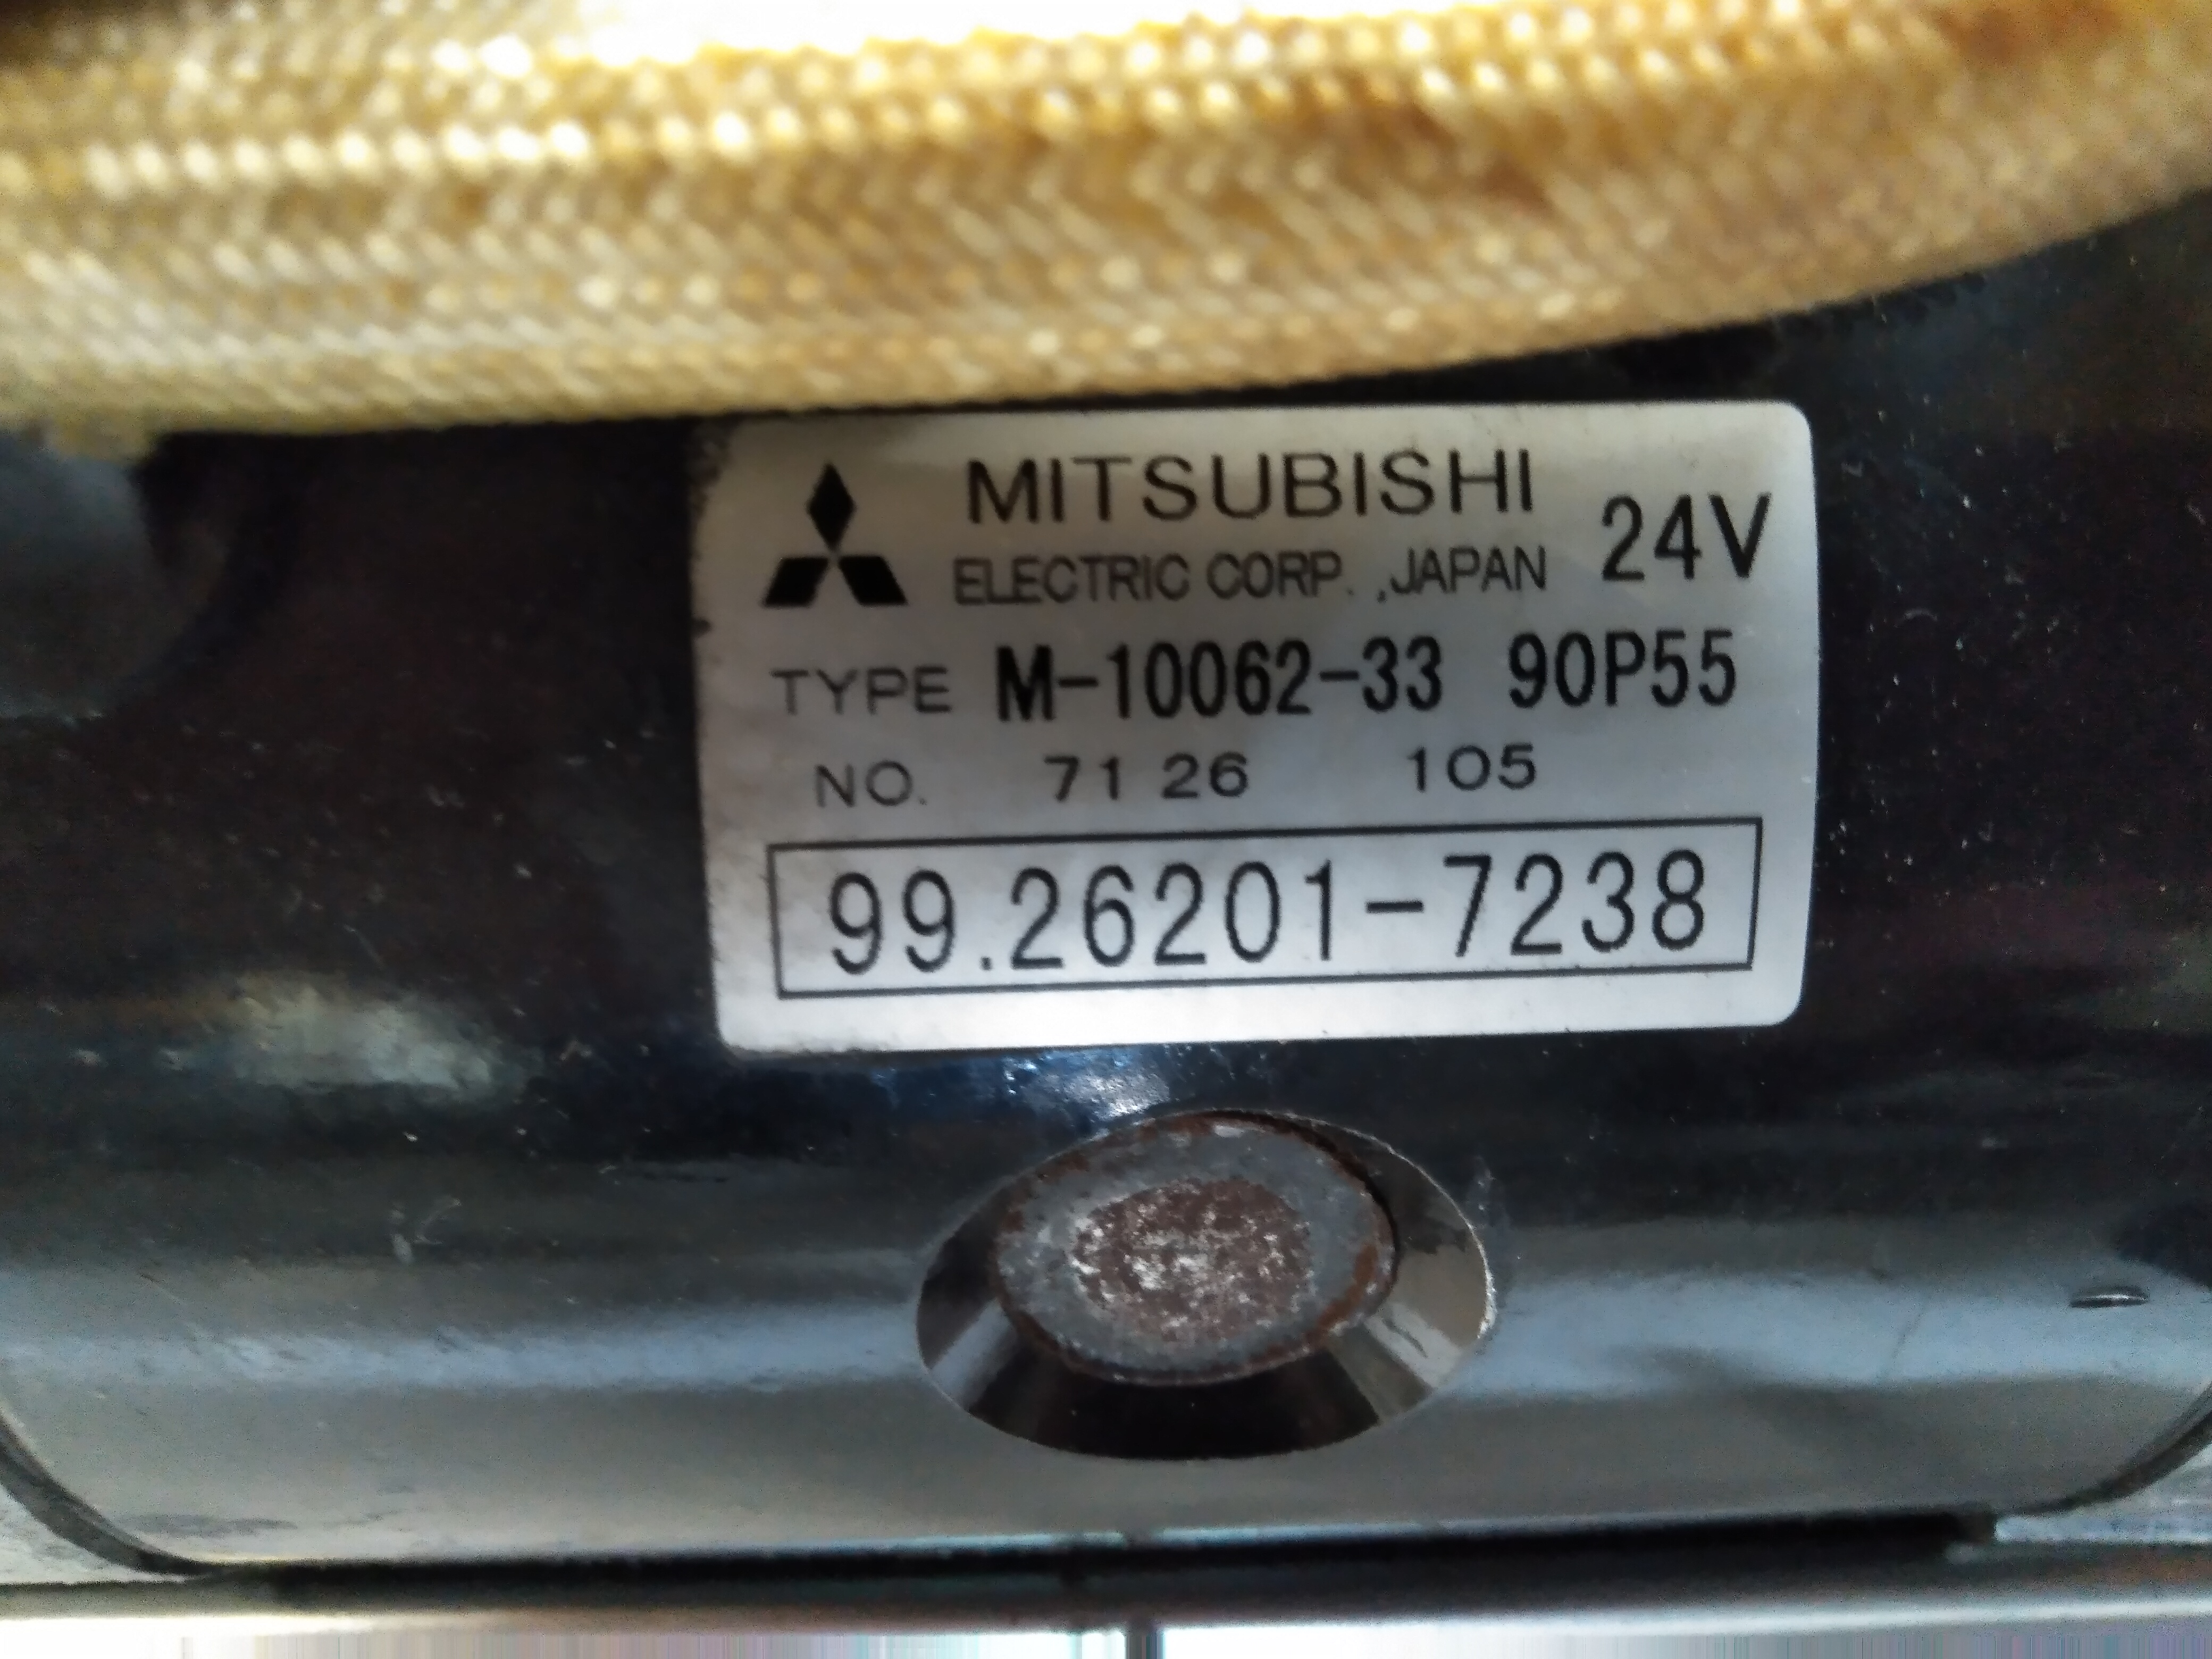 MITSUBISHI
ELECTRIC CORP. ,JAPAN 24V
TYPE M-10062-33 90P55
NO. 71 26 105
99.26201-7238